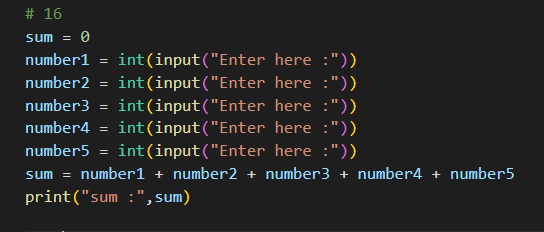 # 16
sum = 0
number1 = int(input("Enter here :"))
number2 = int(input("Enter here :"))
number3 = int(input("Enter here :"))
number4 = int(input("Enter here :"))
number5 = int(input("Enter here :"))
sum = number1 + number2 + number3 + number4 + number5
print("sum :",sum)